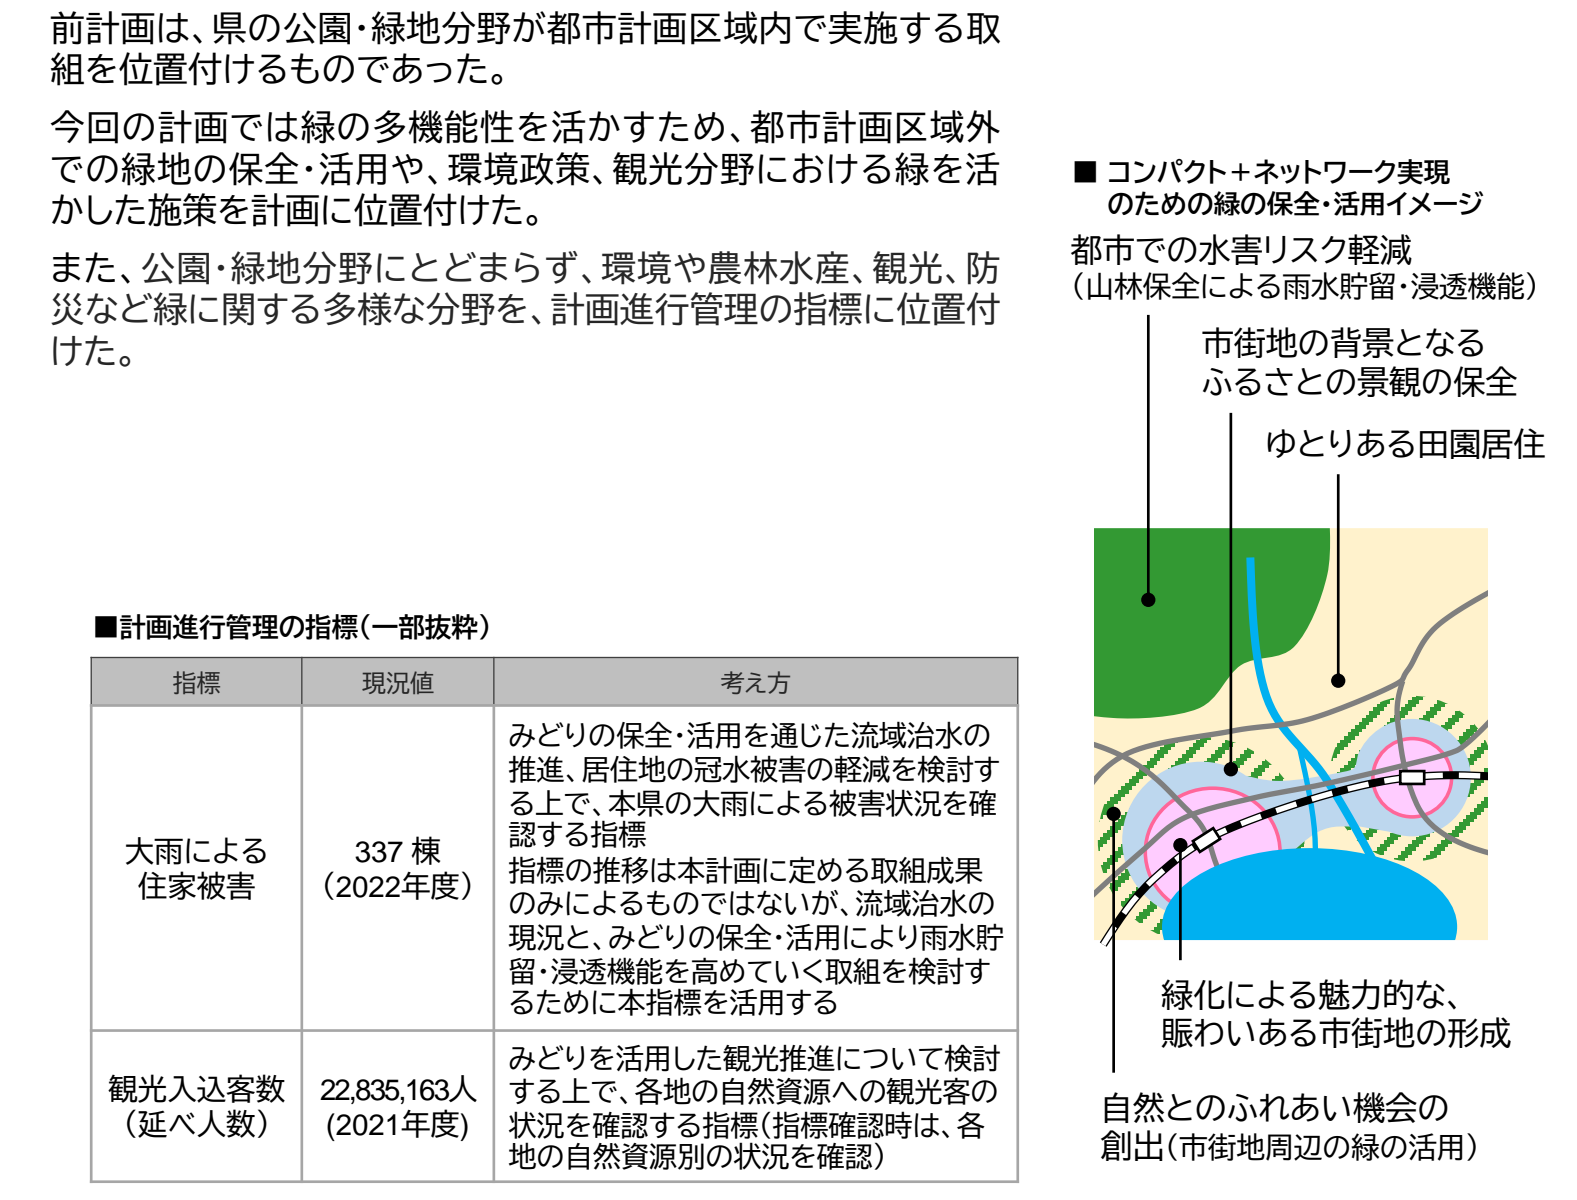 前計画は、県の公園・緑地分野が都市計画区域内で実施する取
組を位置付けるものであった。
今回の計画では緑の多機能性を活かすため、都市計画区域外
での緑地の保全・活用や、環境政策、観光分野における緑を活
かした施策を計画に位置付けた。
また、公園・緑地分野にとどまらず、環境や農林水産、観光、防
災など緑に関する多様な分野を、計画進行管理の指標に位置付
けた。
■計画進行管理の指標（一部抜粋）
指標 現況値 考え方
大雨による
住家被害
337 棟
（2022年度）
みどりの保全・活用を通じた流域治水の
推進、居住地の冠水被害の軽減を検討す
る上で、本県の大雨による被害状況を確
認する指標
指標の推移は本計画に定める取組成果
のみによるものではないが、流域治水の
現況と、みどりの保全・活用により雨水貯
留・浸透機能を高めていく取組を検討す
るために本指標を活用する
観光入込客数
（延べ人数）
22,835,163人
(2021年度)
みどりを活用した観光推進について検討
する上で、各地の自然資源への観光客の
状況を確認する指標（指標確認時は、各
地の自然資源別の状況を確認）
■ コンパクト＋ネットワーク実現
のための緑の保全・活用イメージ
都市での水害リスク軽減
（山林保全による雨水貯留・浸透機能）
市街地の背景となる
ふるさとの景観の保全
ゆとりある田園居住
緑化による魅力的な、
賑わいある市街地の形成
自然とのふれあい機会の
創出（市街地周辺の緑の活用）